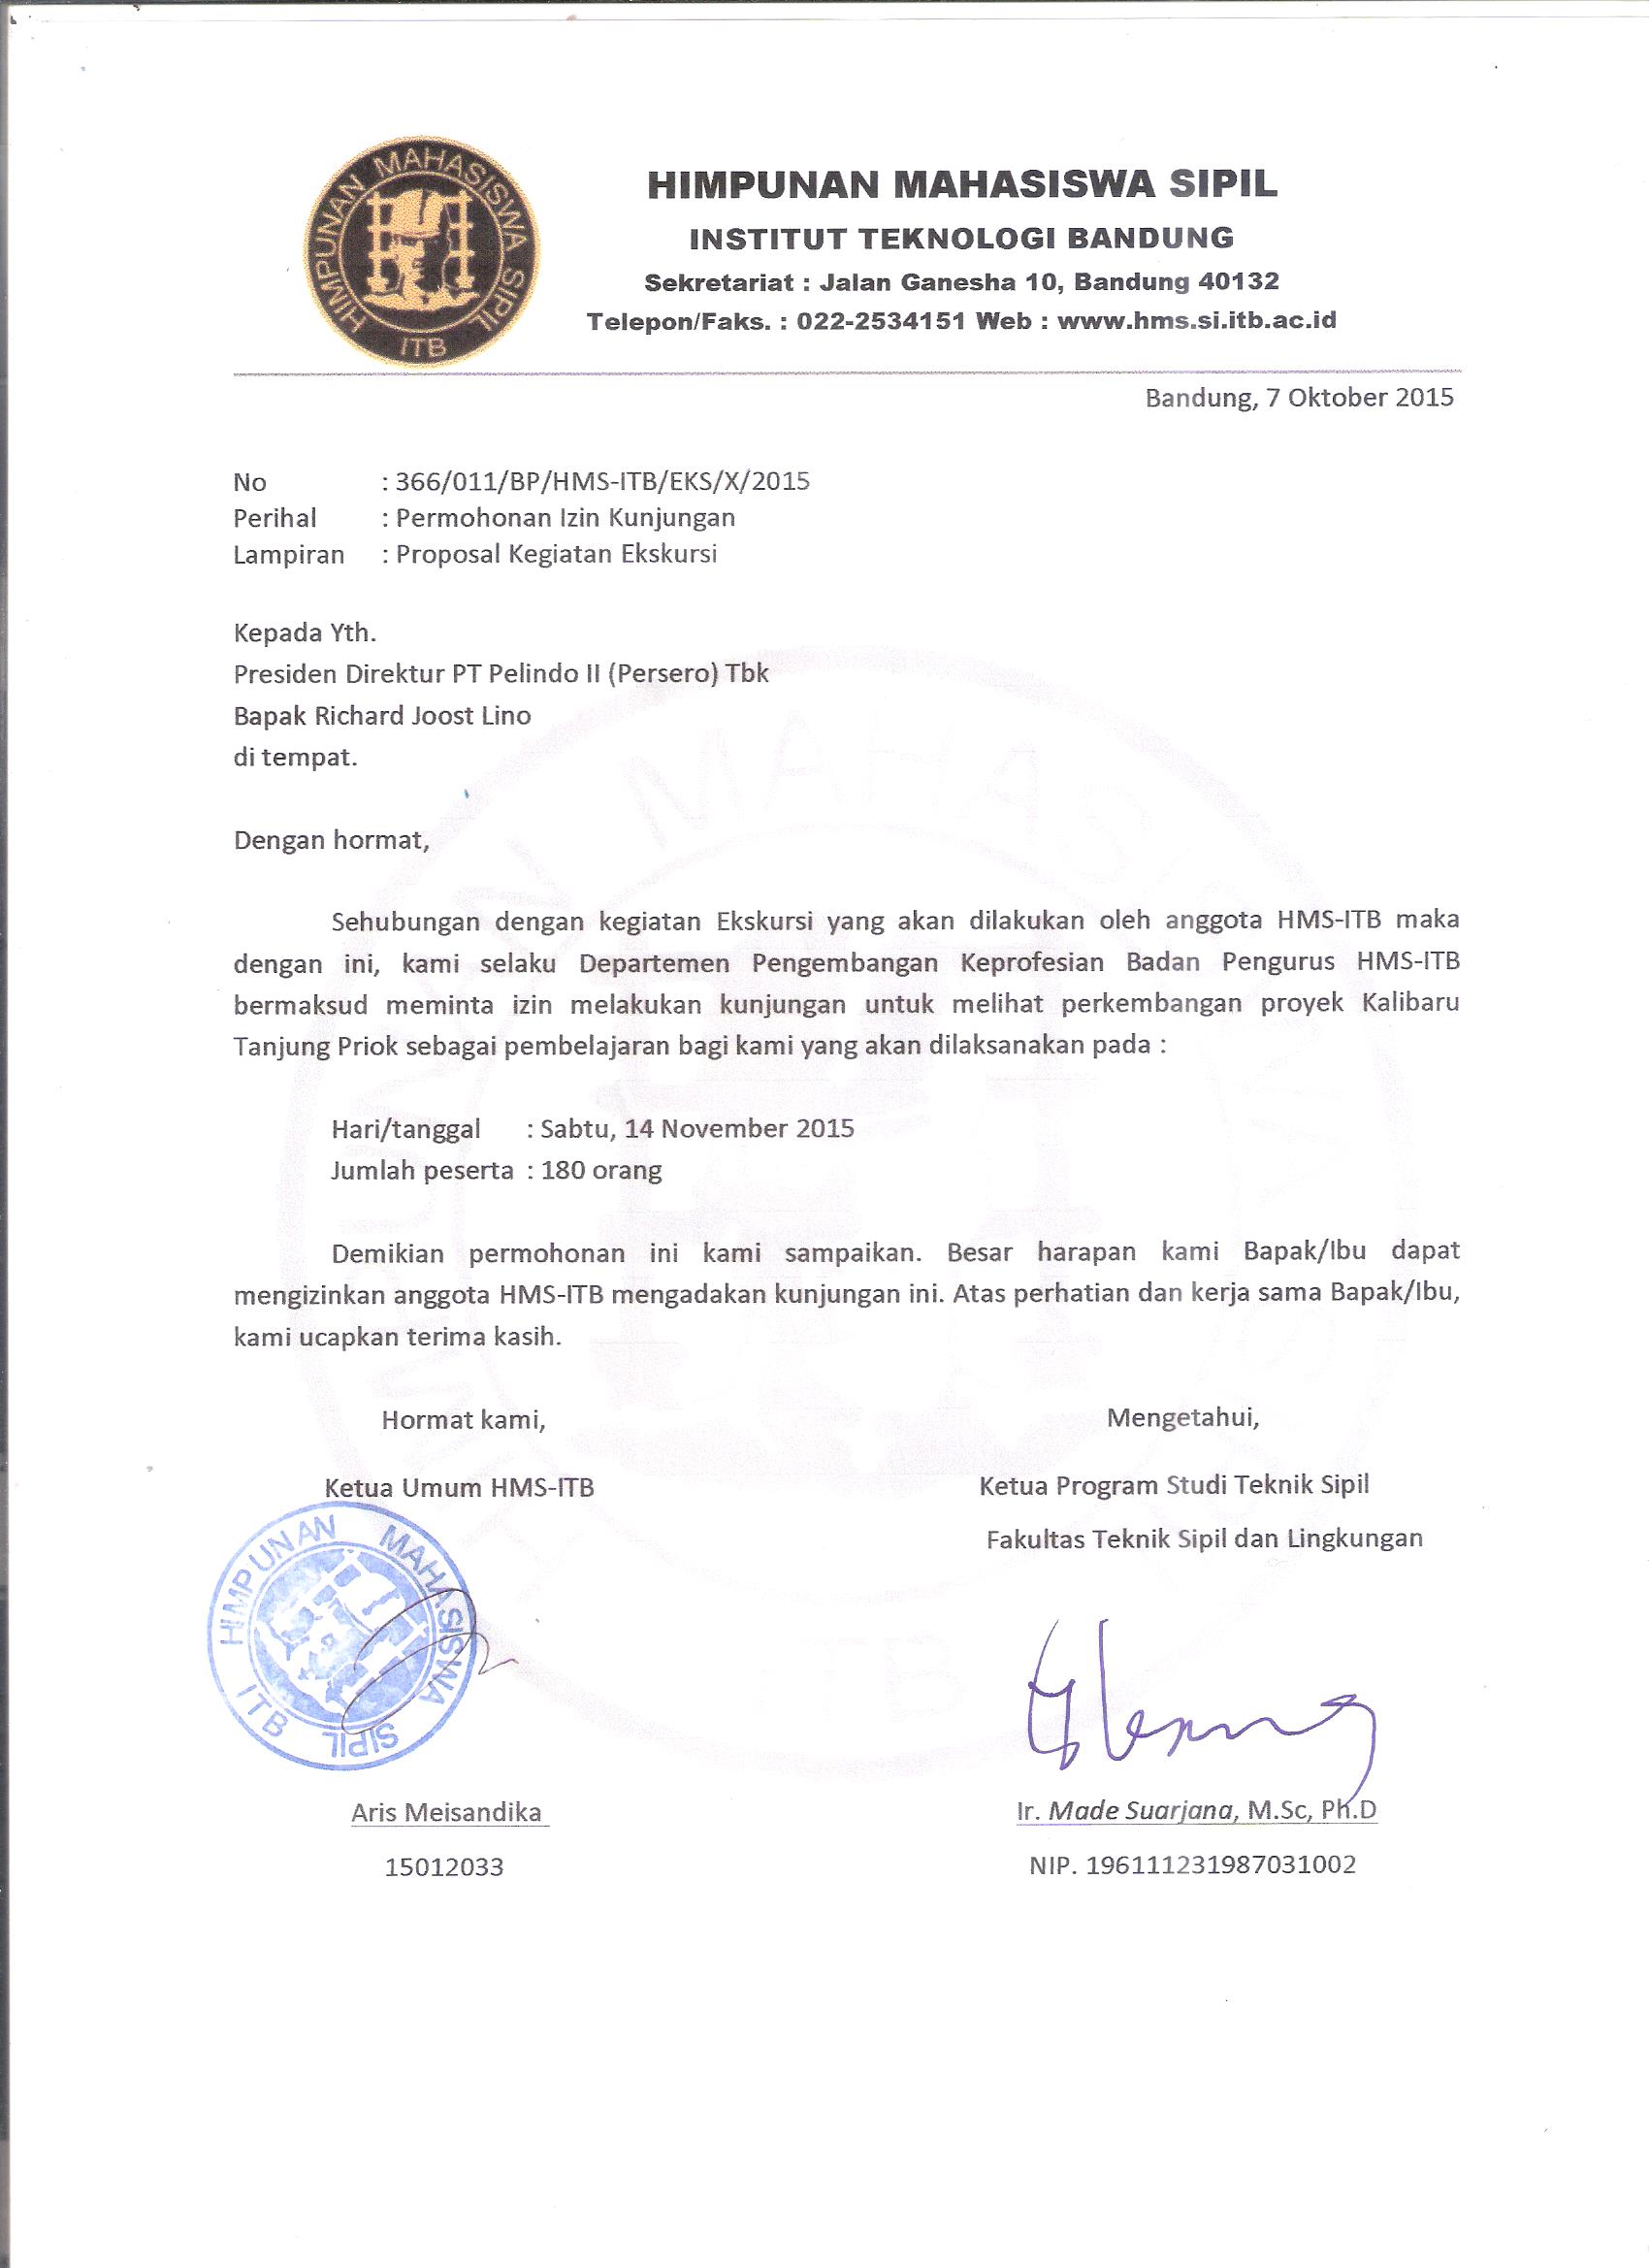 HIMPUNAN MAHASISWA SIPIL
ITB
HIMPUNAN MAHASISWA SIPIL
INSTITUT TEKNOLOGI BANDUNG
Sekretariat : Jalan Ganesha 10, Bandung 40132
Telepon/Faks. : 022-2534151 Web : www.hms.si.itb.ac.id
Bandung, 7 Oktober 2015
No : 366/011/BP/HMS-ITB/EKS/X/2015
Perihal : Permohonan Izin Kunjungan
Lampiran : Proposal Kegiatan Ekskursi
Kepada Yth.
Presiden Direktur PT Pelindo II (Persero) Tbk
Bapak Richard Joost Lino
di tempat.
Dengan hormat,
Sehubungan dengan kegiatan Ekskursi yang akan dilakukan oleh anggota HMS-ITB maka
dengan ini, kami selaku Departemen Pengembangan Keprofesian Badan Pengurus HMS-ITB
bermaksud meminta izin melakukan kunjungan untuk melihat perkembangan proyek Kalibaru
Tanjung Priok sebagai pembelajaran bagi kami yang akan dilaksanakan pada :
Hari/tanggal : Sabtu, 14 November 2015
Jumlah peserta : 180 orang
Demikian permohonan ini kami sampaikan. Besar harapan kami Bapak/Ibu dapat
mengizinkan anggota HMS-ITB mengadakan kunjungan ini. Atas perhatian dan kerja sama Bapak/Ibu,
kami ucapkan terima kasih.
Hormat kami,
Ketua Umum HMS-ITB
HIMPUNAN MAHASISWA SIPIL
ITB
Aris Meisandika
15012033
Mengetahui,
Ketua Program Studi Teknik Sipil
Fakultas Teknik Sipil dan Lingkungan
Ir. Made Suarjana, M.Sc, Ph.D
NIP. 196111231987031002